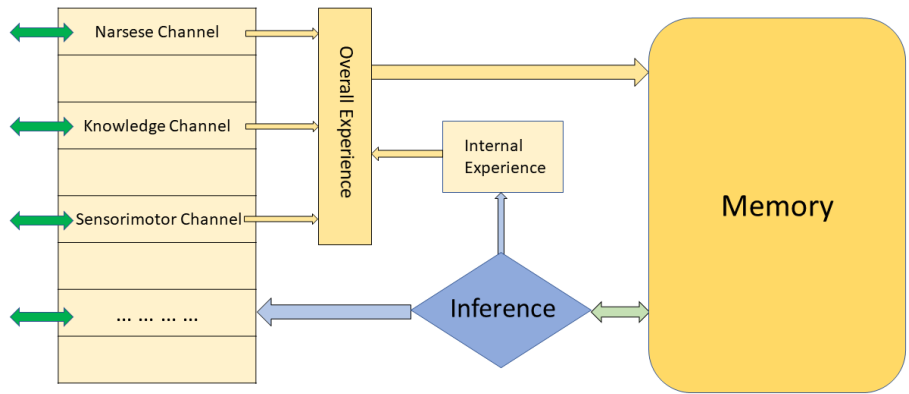 Narsese Channel
Knowledge Channel
Sensorimotor Channel
... ... ... ...
Overall Experience
Internal
Experience
Inference
Memory